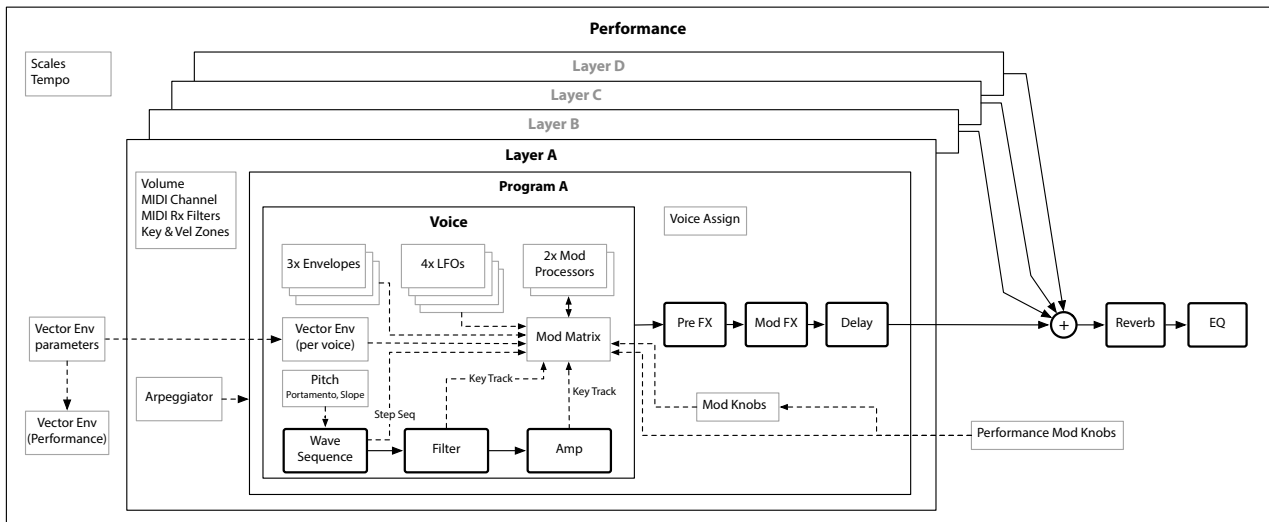 Performance
Scales
Tempo
Layer D
Layer C
Layer B
Layer A
Volume
MIDI Channel
MIDI Rx Filters
Key & Vel Zones
Program A
Voice
Voice Assign
3x Envelopes
4x LFOs
2x Mod
Processors
Vector Env
parameters
Vector Env
(per voice)
Mod Matrix
Pre FX
Mod FX
Delay
+
Reverb
EQ
Arpeggiator
Pitch
Portamento, Slope
Step Seq
Key Track
Key Track
Mod Knobs
Vector Env
(Performance)
Wave
Sequence
Filter
Amp
Performance Mod Knobs